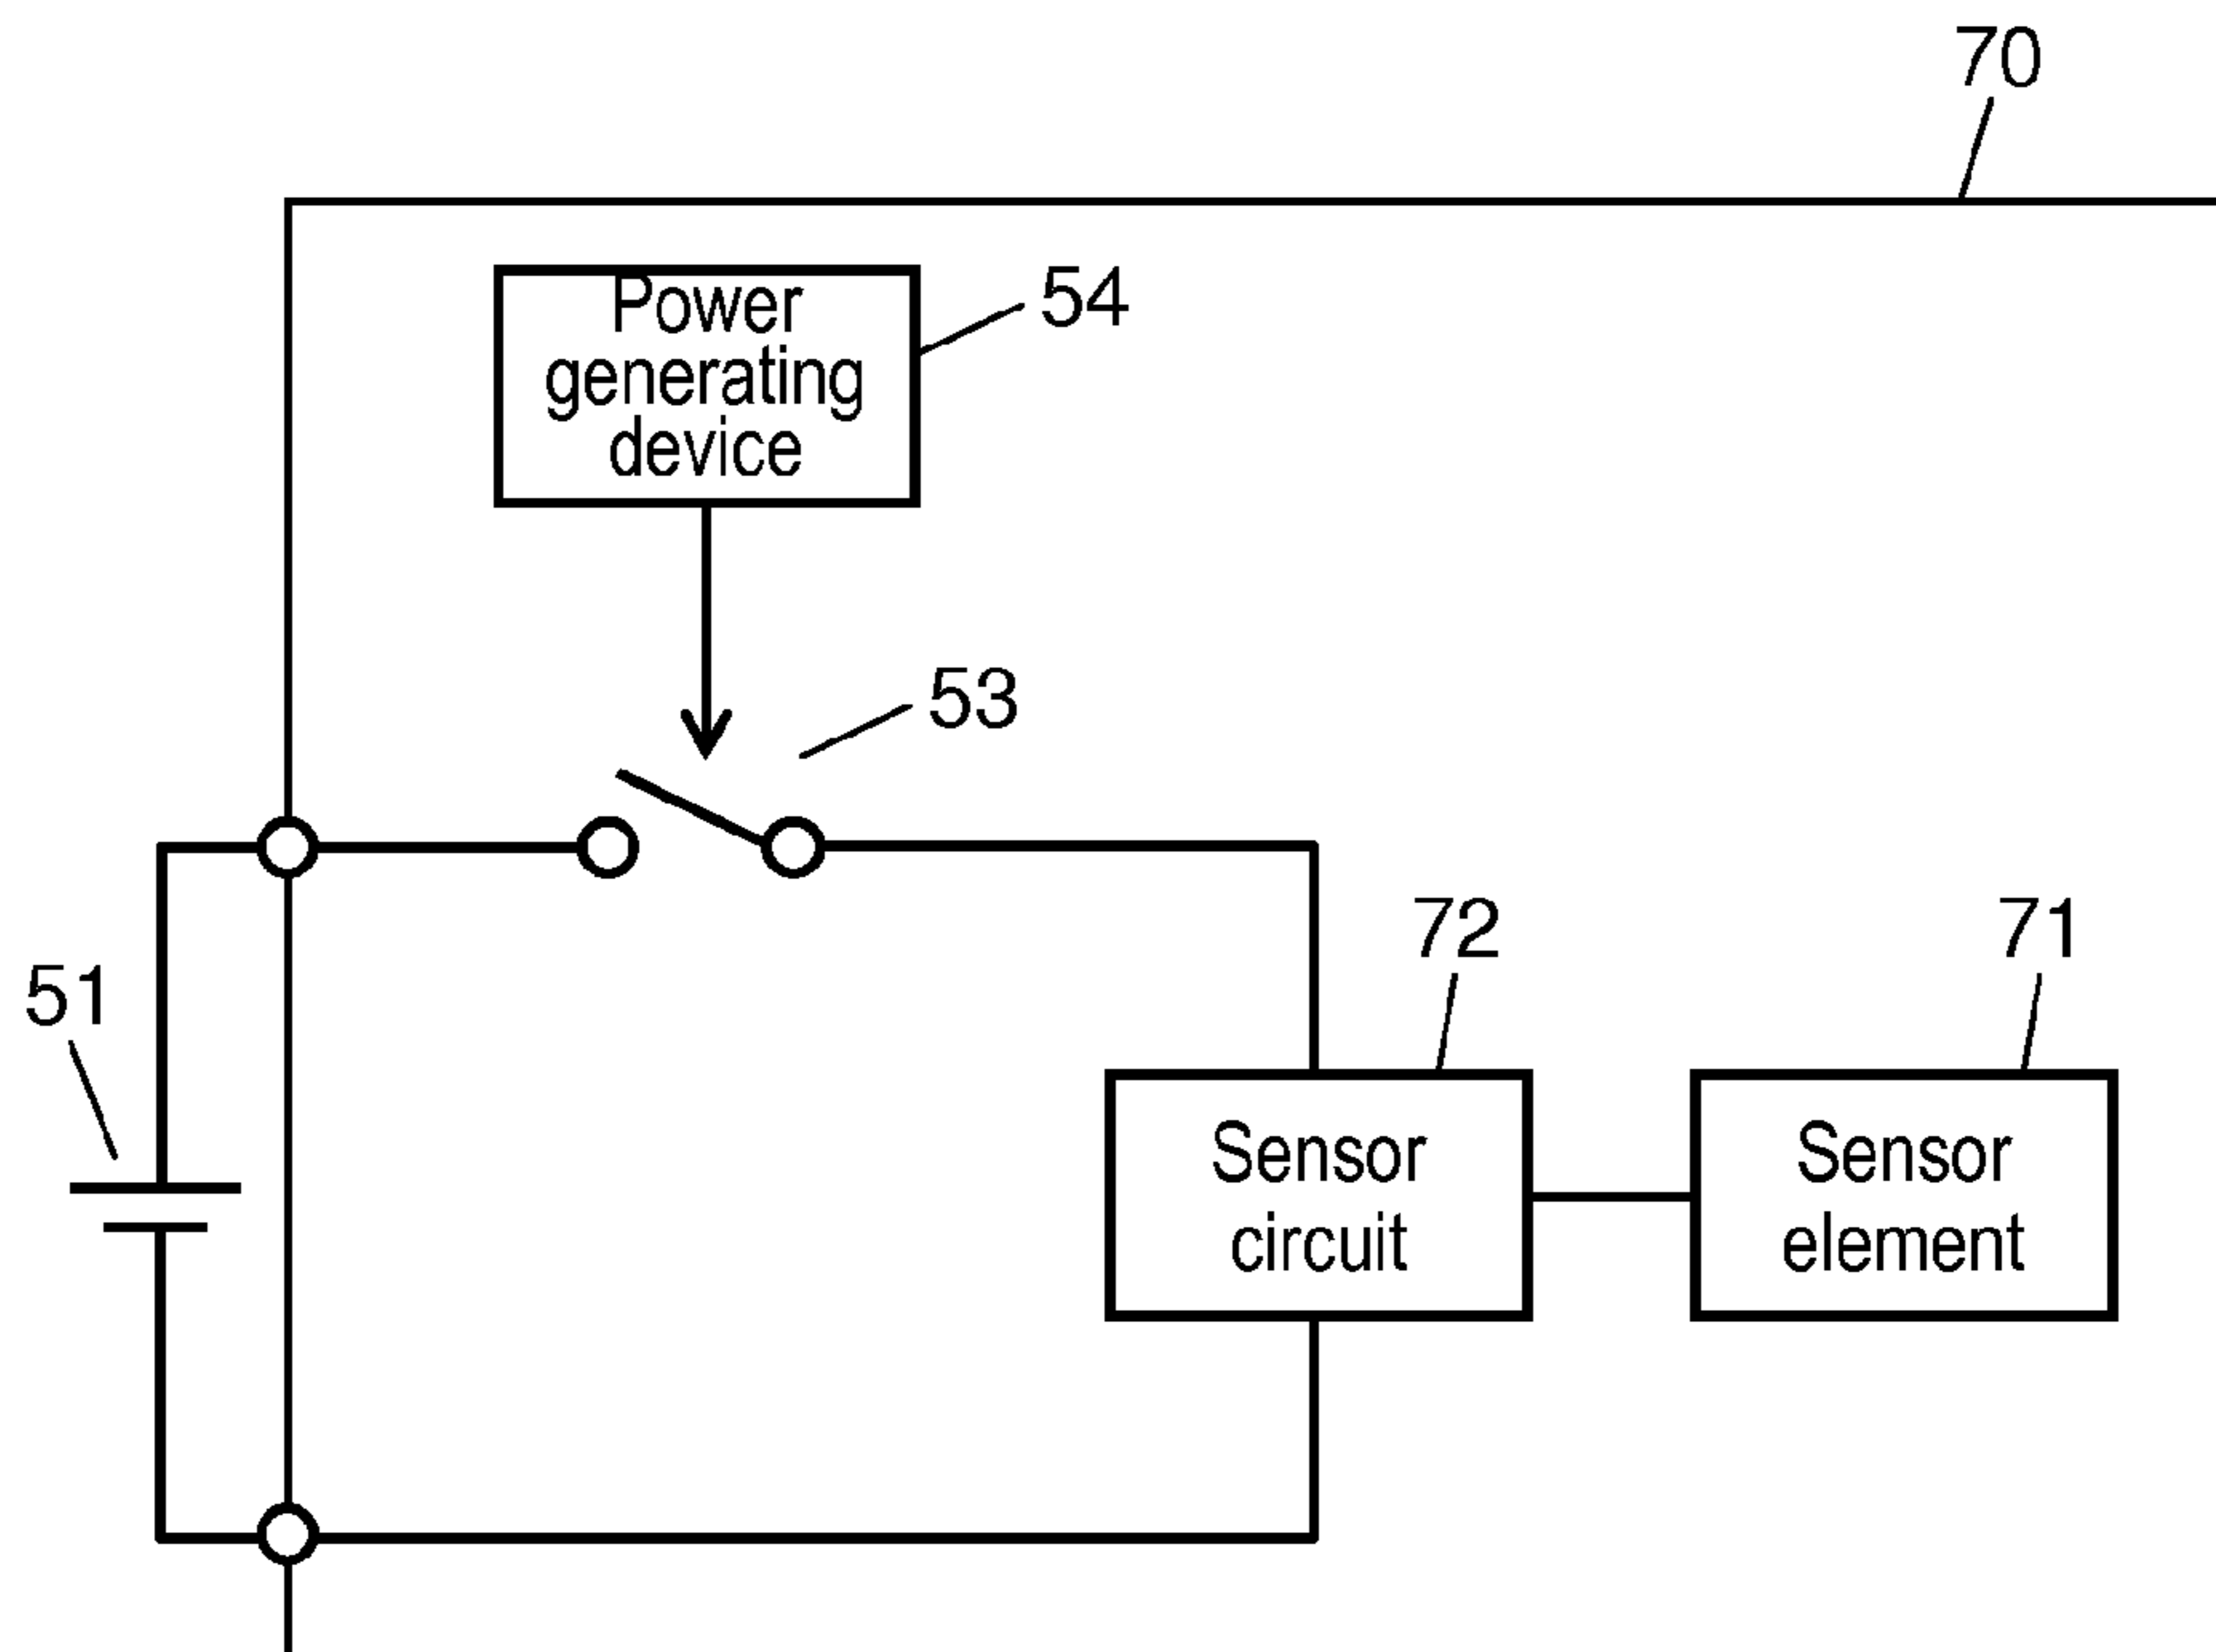 70
Power
generating
device
54
53
51
72
71
Sensor
circuit
Sensor
element